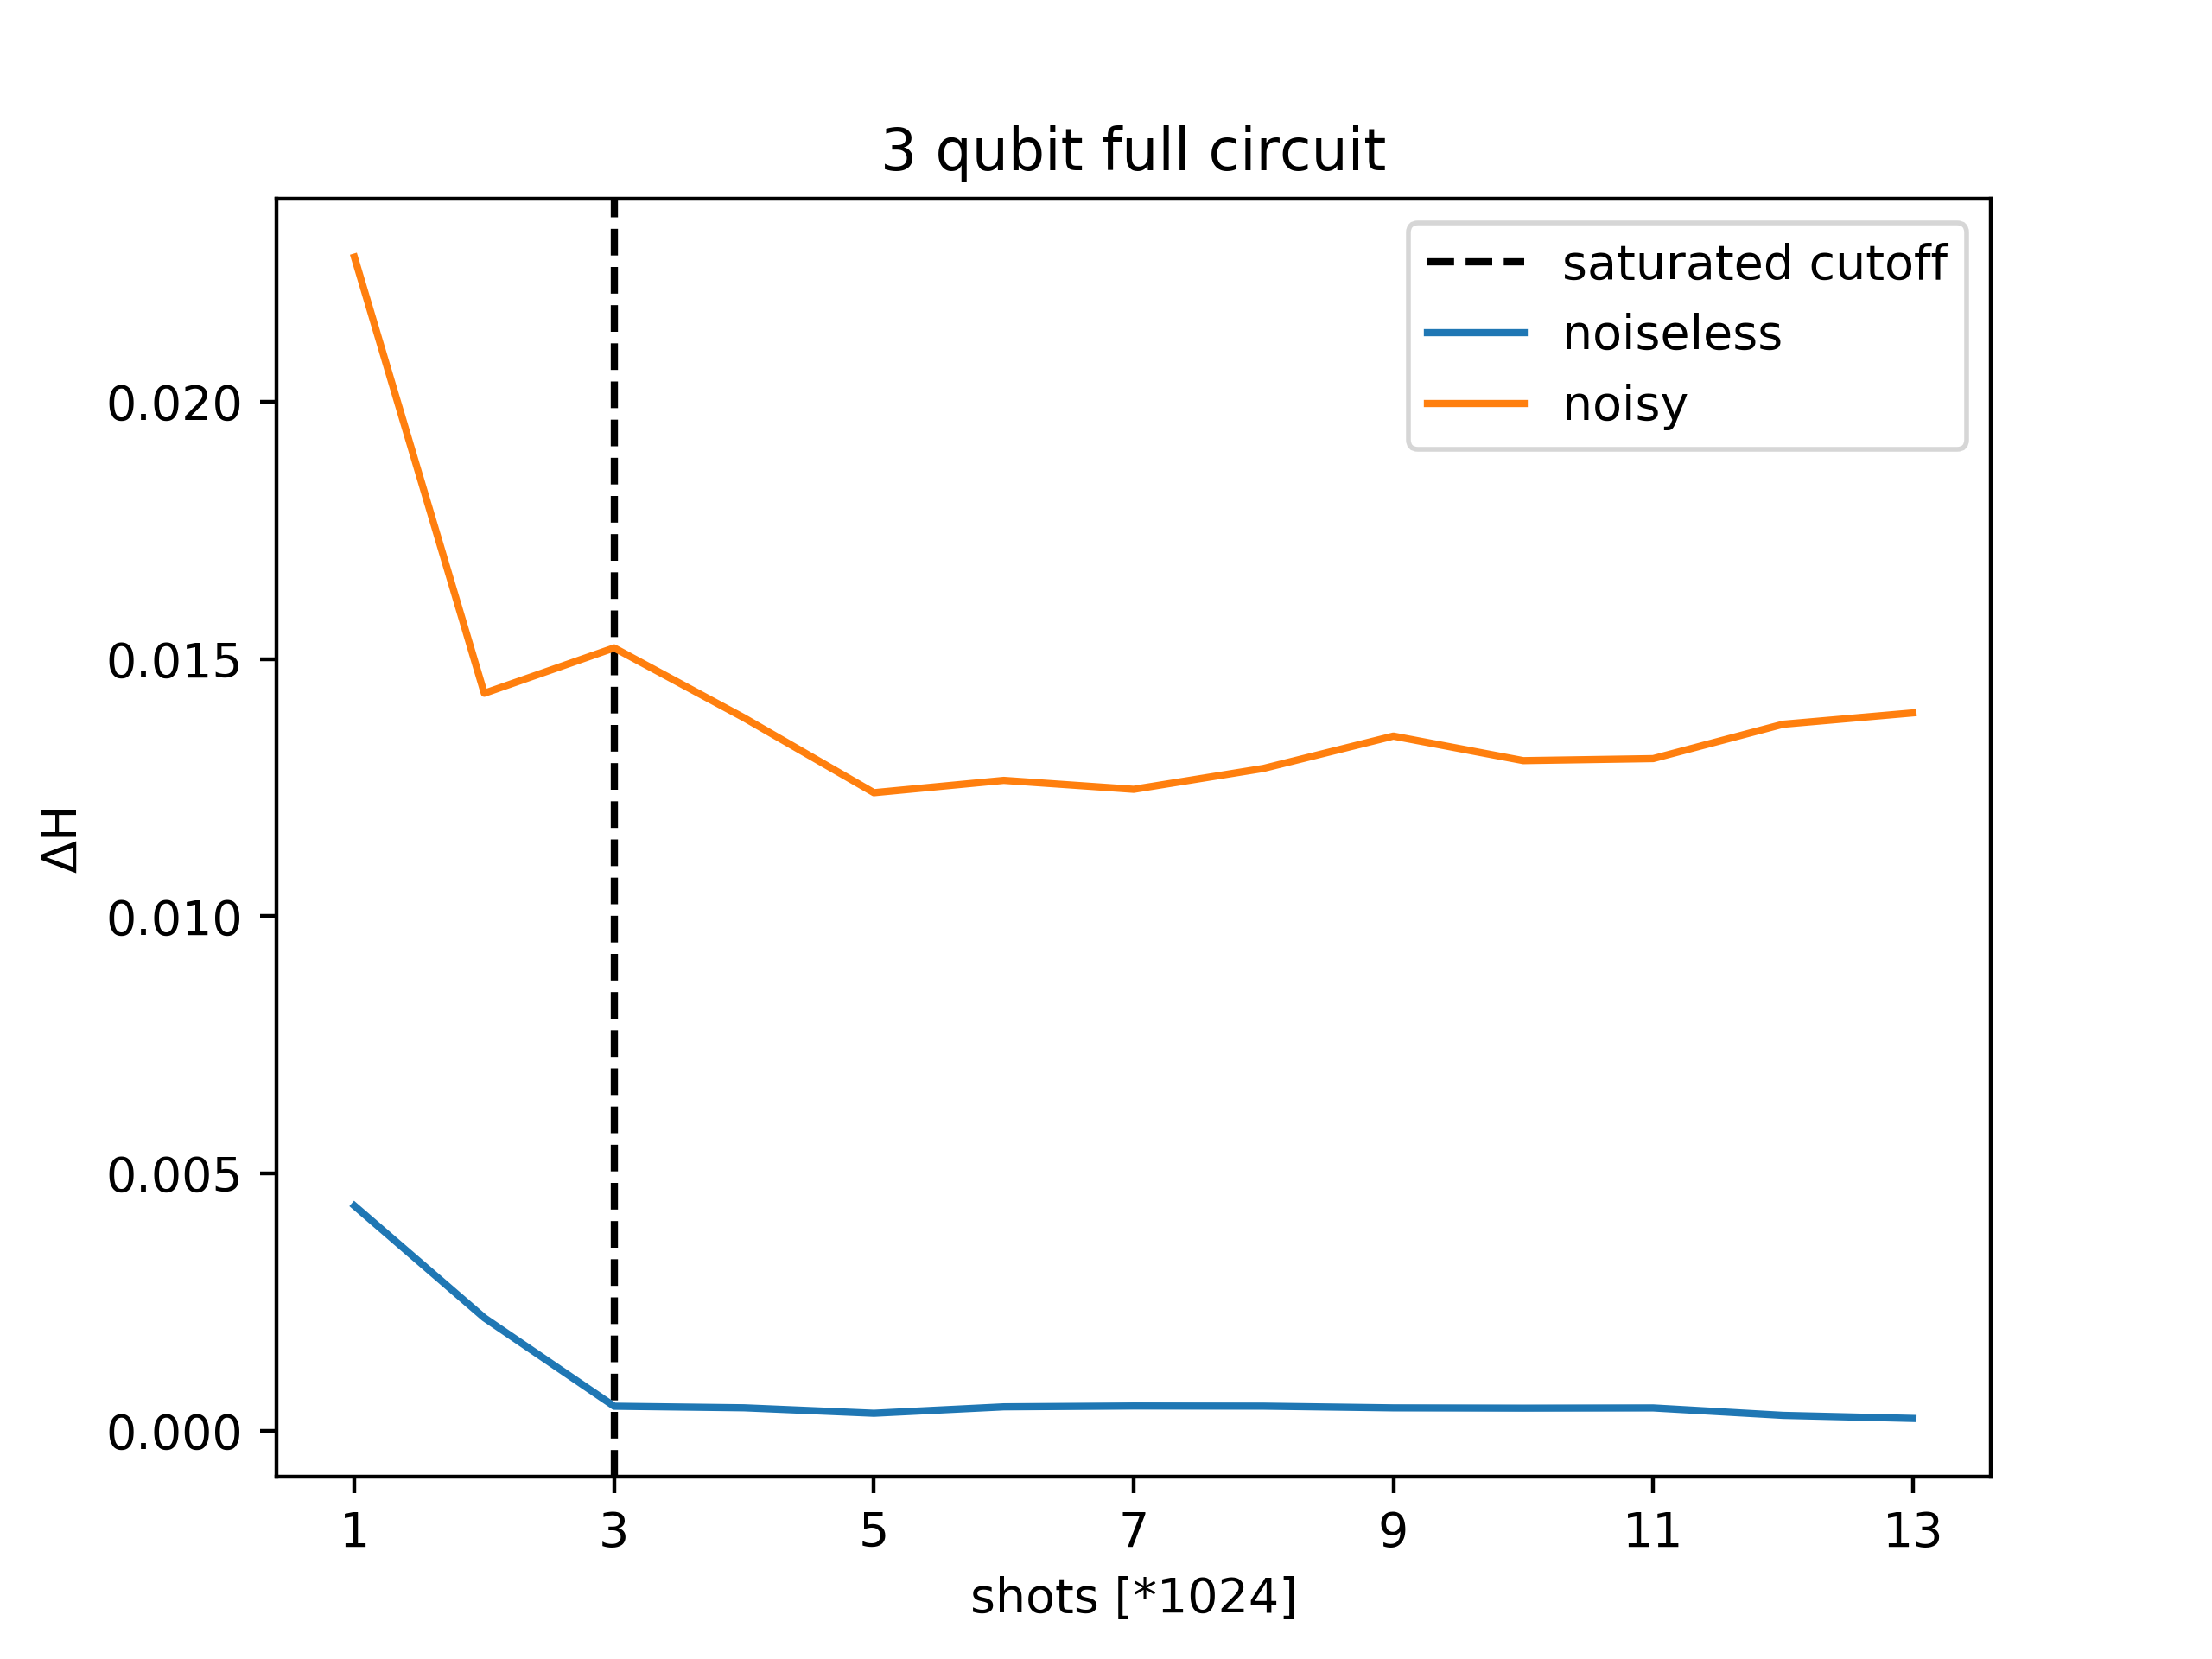 3 qubit full circuit
saturated cutoff
noiseless
noisy
0.020
0.015
0.010
0.005
0.000
ΔH
1 3 5 7 9 11 13
shots [*1024]